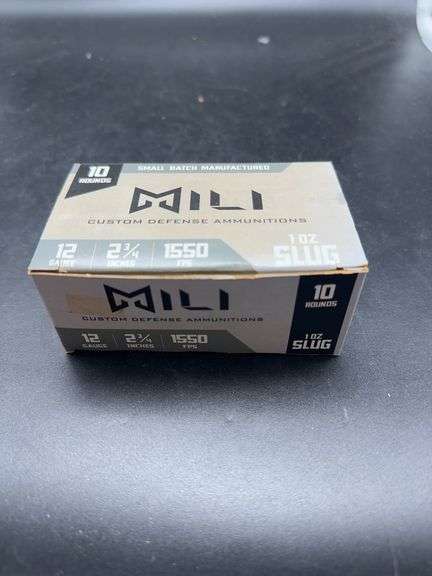 10
ROUNDS
SMALL BATCH MANUFACTURED
MILI
CUSTOM DEFENSE AMMUNITIONS
12
GAUGE
2 3/4
INCHES
1550
FPS
1 OZ
SLUG
MILI
CUSTOM DEFENSE AMMUNITIONS
10
ROUNDS
12
GAUGE
2 3/4
INCHES
1550
FPS
1 OZ
SLUG